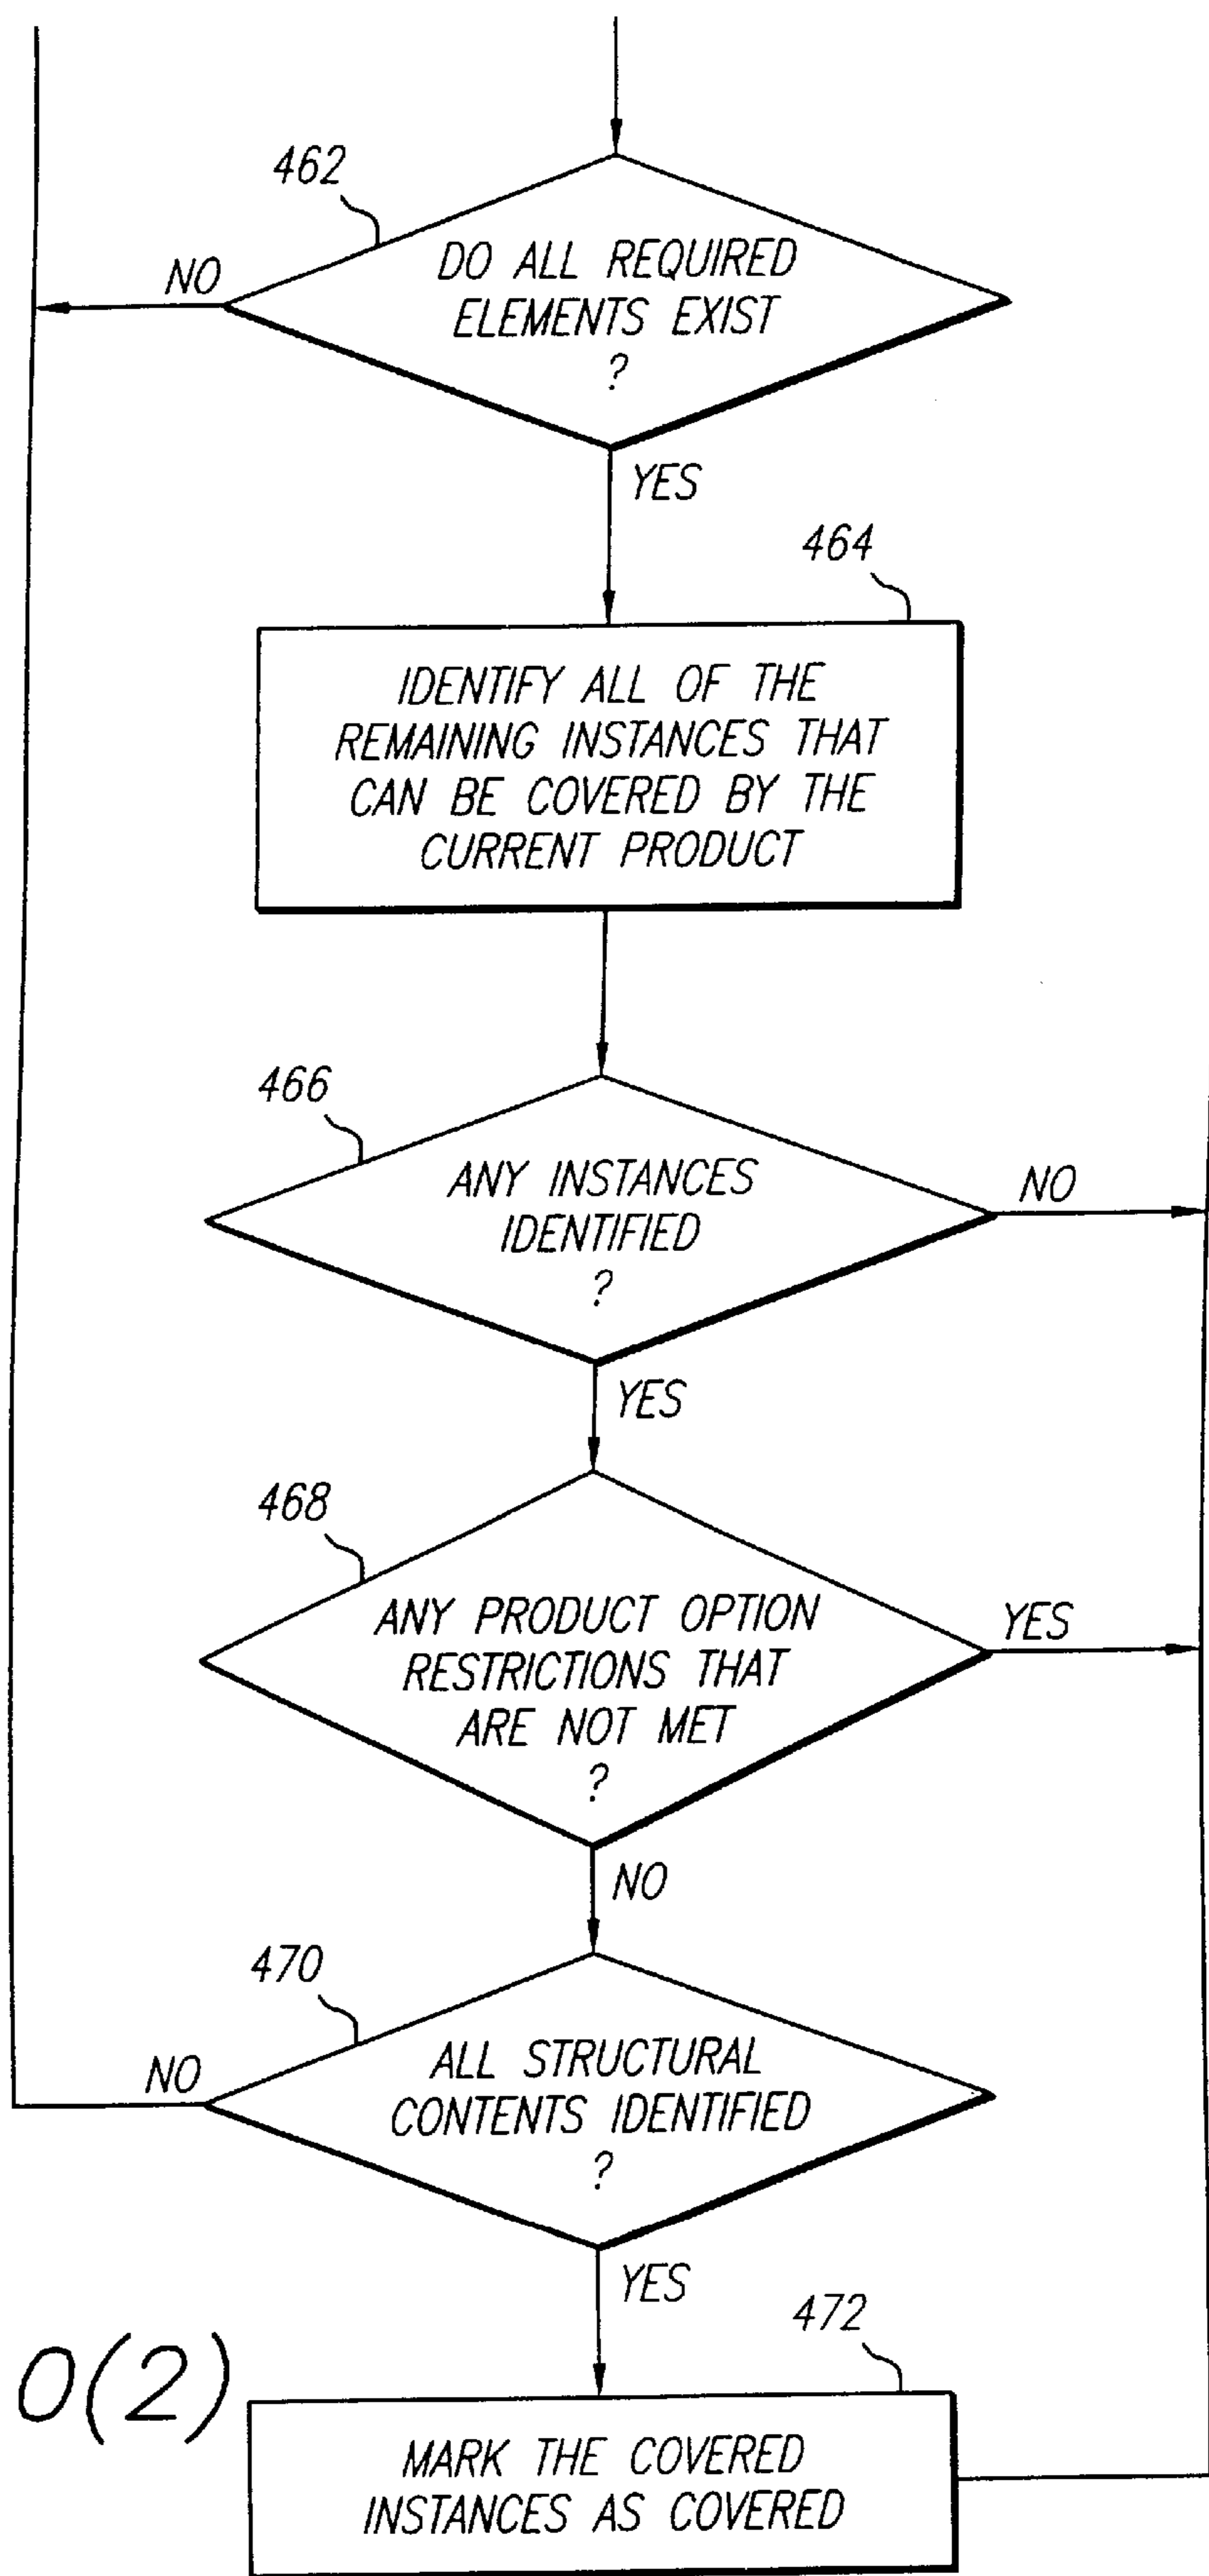 462
NO
DO ALL REQUIRED
ELEMENTS EXIST
?
YES
464
IDENTIFY ALL OF THE
REMAINING INSTANCES THAT
CAN BE COVERED BY THE
CURRENT PRODUCT
466
ANY INSTANCES
IDENTIFIED
?
NO
YES
468
ANY PRODUCT OPTION
RESTRICTIONS THAT
ARE NOT MET
?
YES
NO
470
NO
ALL STRUCTURAL
CONTENTS IDENTIFIED
?
YES
472
0(2)
MARK THE COVERED
INSTANCES AS COVERED